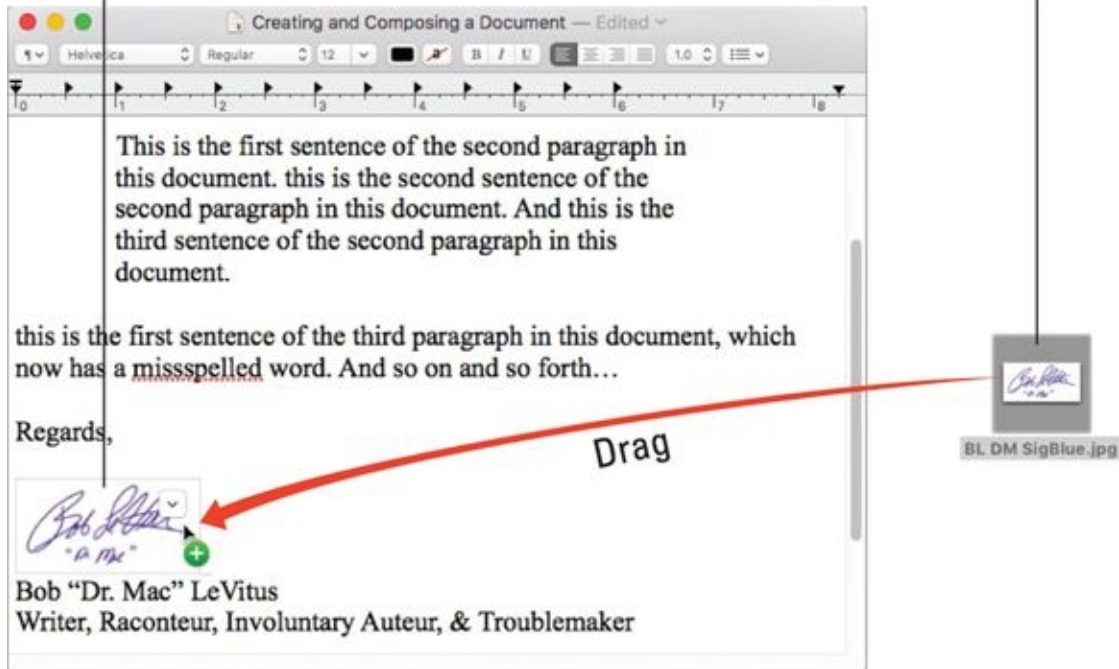 Creating and Composing a Document — Edited
¶ Helvetica Regular 12 a B I U 1.0
0 1 2 3 4 5 6 7 8
This is the first sentence of the second paragraph in
this document. this is the second sentence of the
second paragraph in this document. And this is the
third sentence of the second paragraph in this
document.
this is the first sentence of the third paragraph in this document, which
now has a missspelled word. And so on and so forth…
Regards,
Drag
BL DM SigBlue.jpg
"Dr. Mac"
Bob “Dr. Mac” LeVitus
Writer, Raconteur, Involuntary Auteur, & Troublemaker